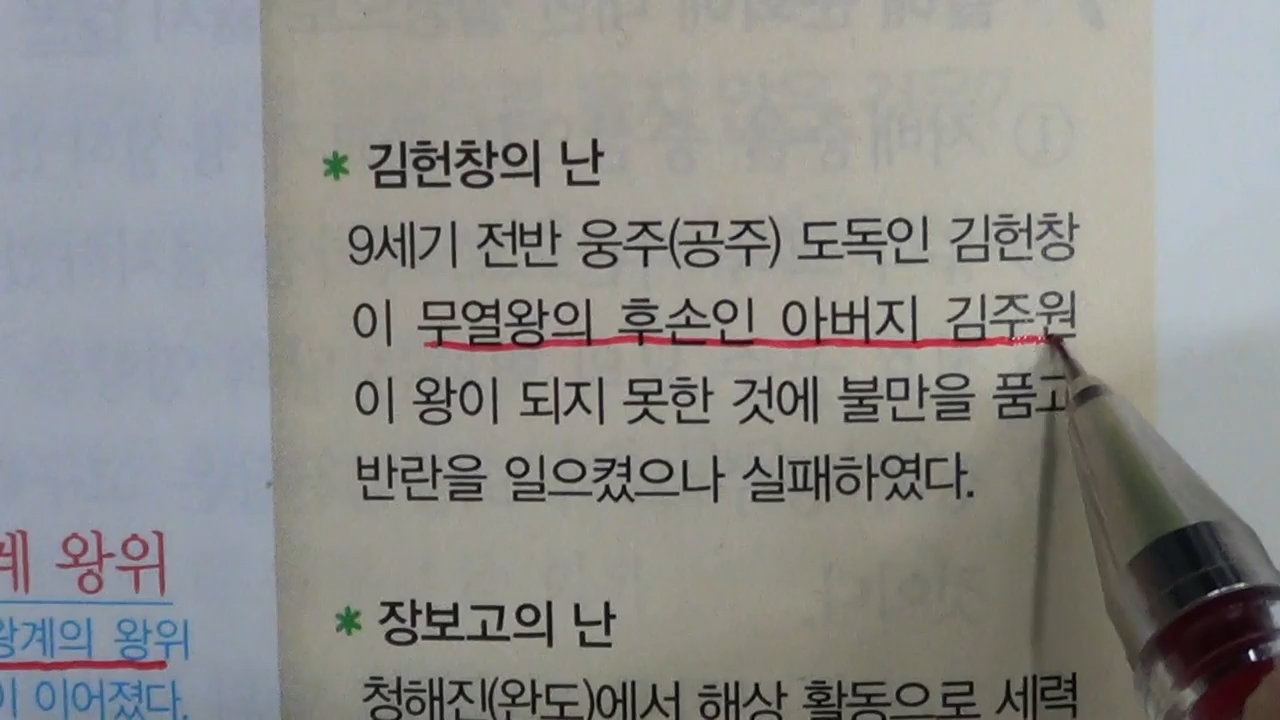 * 김헌창의 난
9세기 전반 웅주(공주) 도독인 김헌창
이 무열왕의 후손인 아버지 김주원
이 왕이 되지 못한 것에 불만을 품고
반란을 일으켰으나 실패하였다.
* 장보고의 난
청해진(완도)에서 해상 활동으로 세력
계 왕위
왕계의 왕위
이 이어졌다.